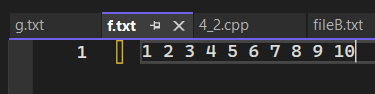 g.txt f.txt 4_2.cpp fileB.txt
1 1 2 3 4 5 6 7 8 9 10